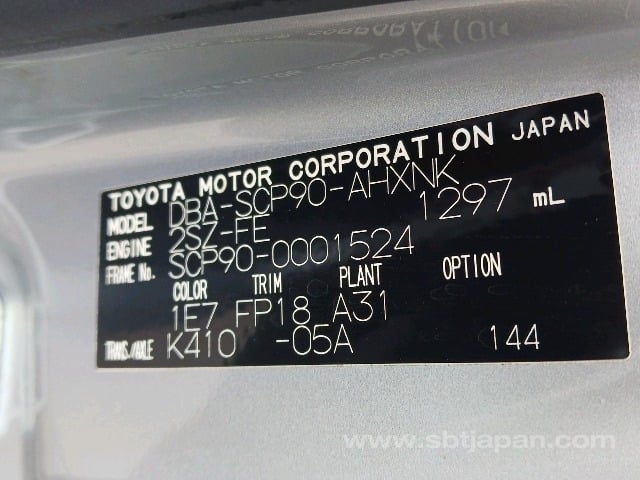 TOYOTA MOTOR CORPORATION JAPAN
MODEL DBA-SCP90-AHXNK
ENGINE 2SZ-FE 1297 mL
FRAME No. SCP90-0001524
COLOR TRIM PLANT OPTION
1E7 FP18 A31
TRANS./AXLE K410 -05A 144
www.sbtjapan.com